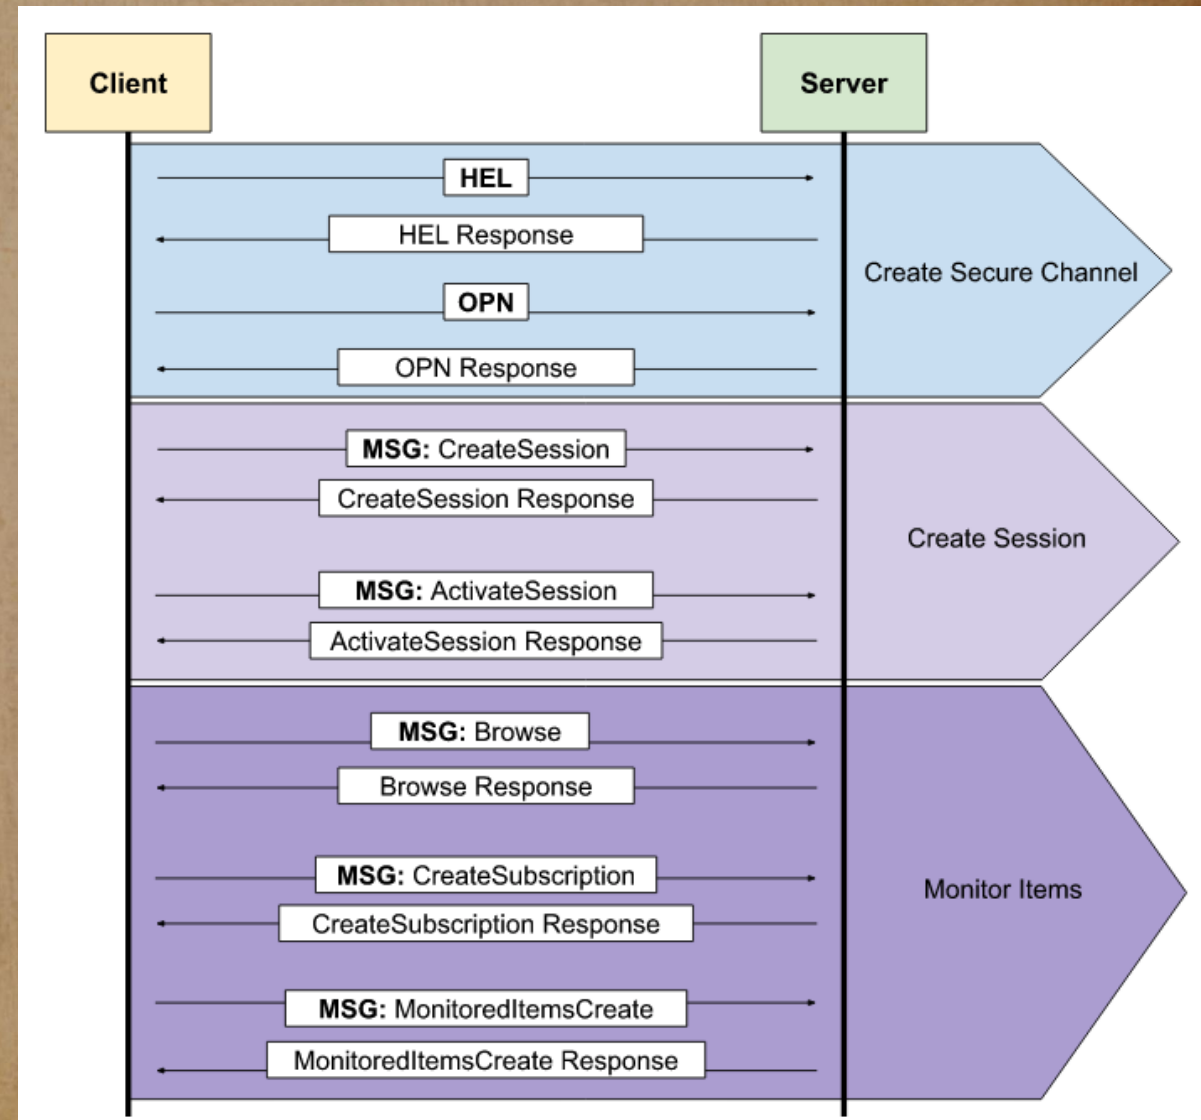 Client
Server
HEL
HEL Response
Create Secure Channel
OPN
OPN Response
MSG: CreateSession
CreateSession Response
Create Session
MSG: ActivateSession
ActivateSession Response
MSG: Browse
Browse Response
MSG: CreateSubscription
Monitor Items
CreateSubscription Response
MSG: MonitoredItemsCreate
MonitoredItemsCreate Response